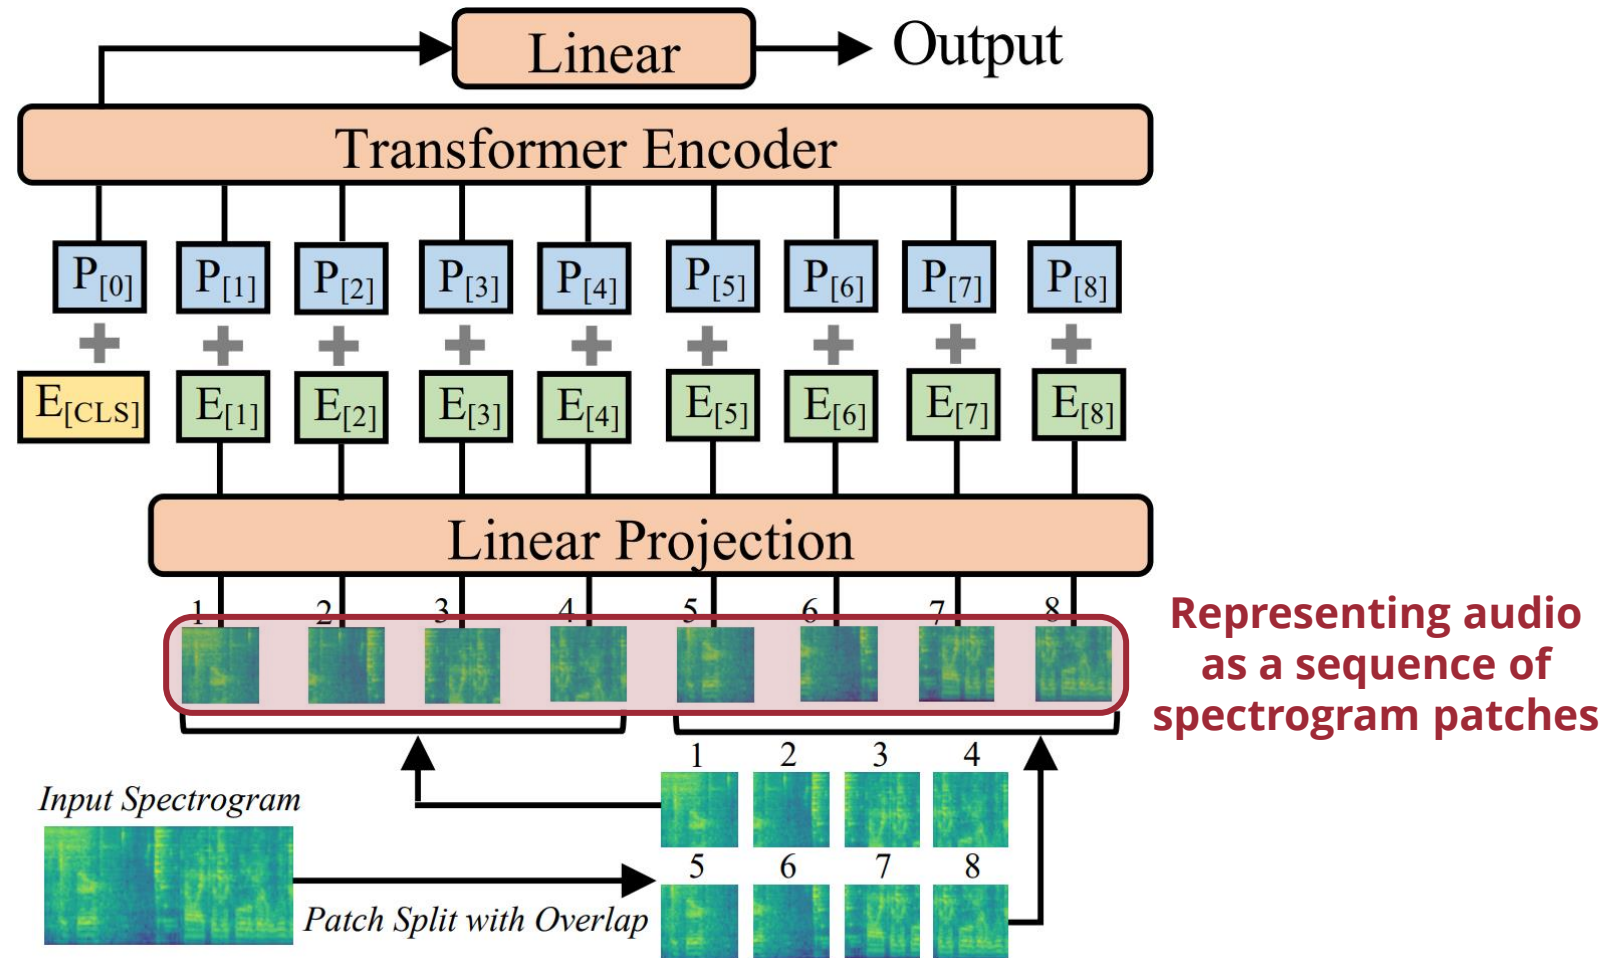 Linear
Output
Transformer Encoder
P[0] P[1] P[2] P[3] P[4] P[5] P[6] P[7] P[8]
E[CLS] E[1] E[2] E[3] E[4] E[5] E[6] E[7] E[8]
Linear Projection
1 2 3 4 5 6 7 8
Representing audio
as a sequence of
spectrogram patches
1 2 3 4
Input Spectrogram
5 6 7 8
Patch Split with Overlap